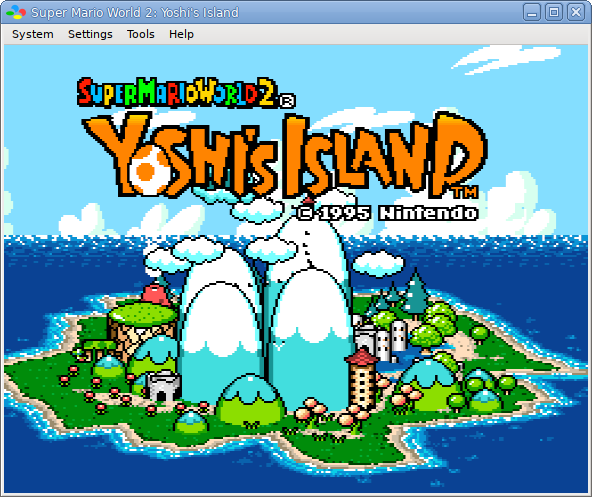 Super Mario World 2: Yoshi's Island
System Settings Tools Help
SUPER MARIO WORLD 2 ®
YOSHI'S ISLAND TM
© 1995 Nintendo